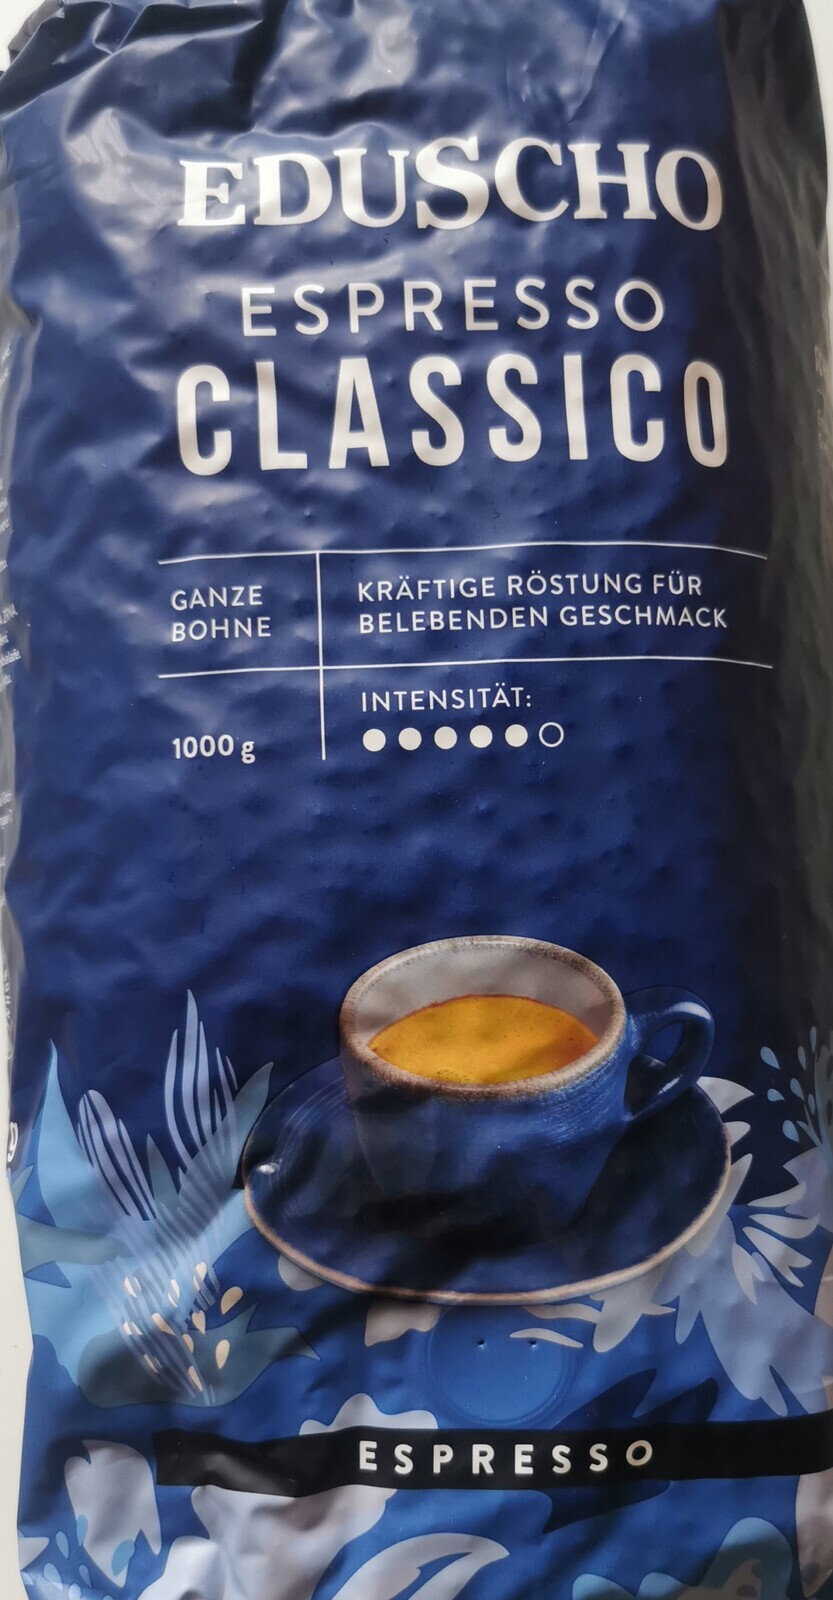 EDUSCHO
ESPRESSO
CLASSICO
GANZE
BOHNE
KRÄFTIGE RÖSTUNG FÜR
BELEBENDEN GESCHMACK
1000 g
INTENSITÄT:
ESPRESSO